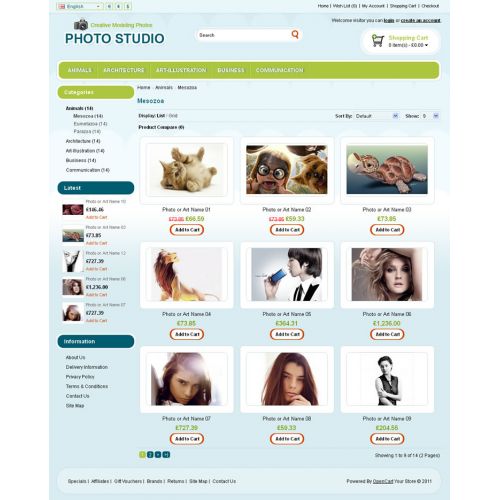 English € £ $
Home | Wish List (0) | My Account | Shopping Cart | Checkout
Welcome visitor you can login or create an account.
Creative Modeling Photos
PHOTO STUDIO
Search
Shopping Cart
0 item(s) - £0.00
ANIMALS ARCHITECTURE ART-ILLUSTRATION BUSINESS COMMUNICATION
Categories
Animals (14)
Mesozoa (14)
Eumetazoa (14)
Parazoa (14)
Architecture (14)
Art illustration (14)
Business (14)
Communication (14)
Latest
Photo or Art Name 10
£146.46
Add to Cart
Photo or Art Name 03
£73.85
Add to Cart
Photo or Art Name 12
£727.39
Add to Cart
Photo or Art Name 06
£1,236.00
Add to Cart
Photo or Art Name 07
£727.39
Add to Cart
Information
About Us
Delivery Information
Privacy Policy
Terms & Conditions
Contact Us
Site Map
Home » Animals » Mesozoa
Mesozoa
Display: List / Grid
Sort By: Default Show: 9
Product Compare (0)
Photo or Art Name 01
£73.85 £66.59
Add to Cart
Photo or Art Name 02
£73.85 £59.33
Add to Cart
Photo or Art Name 03
£73.85
Add to Cart
Photo or Art Name 04
£73.85
Add to Cart
Photo or Art Name 05
£364.31
Add to Cart
Photo or Art Name 06
£1,236.00
Add to Cart
Photo or Art Name 07
£727.39
Add to Cart
Photo or Art Name 08
£59.33
Add to Cart
Photo or Art Name 09
£204.55
Add to Cart
1 2 > >|
Showing 1 to 9 of 14 (2 Pages)
Specials | Affiliates | Gift Vouchers | Brands | Returns | Site Map | Contact Us
Powered By OpenCart Your Store © 2011